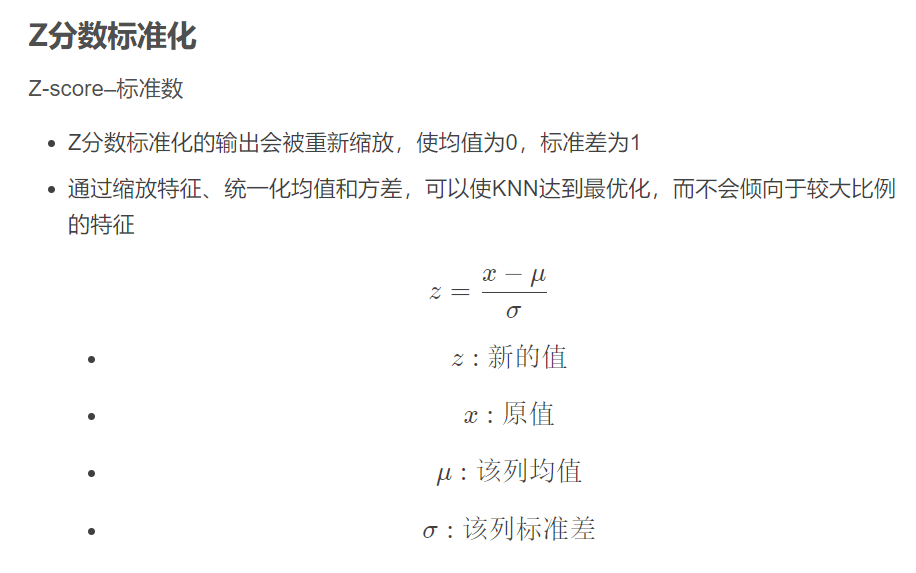 Z分数标准化
Z-score–标准数
• Z分数标准化的输出会被重新缩放，使均值为0，标准差为1
• 通过缩放特征、统一化均值和方差，可以使KNN达到最优化，而不会倾向于较大比例
的特征
z = \frac{x - μ}{σ}
• z : 新的值
• x : 原值
• μ : 该列均值
• σ : 该列标准差